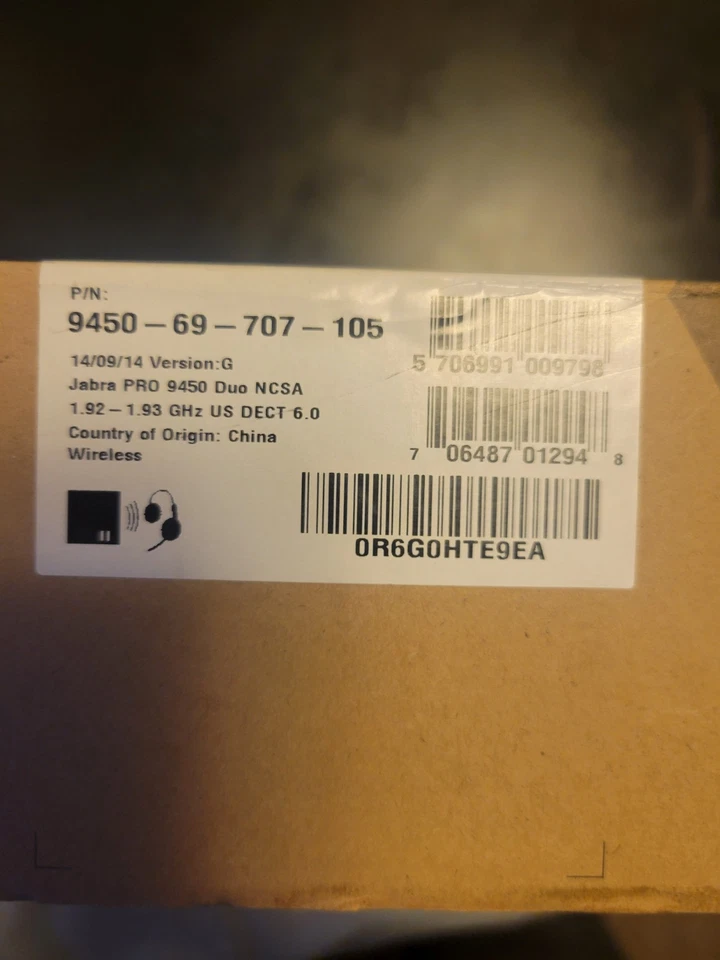 P/N:
9450-69-707-105
14/09/14 Version:G
Jabra PRO 9450 Duo NCSA
1.92-1.93 GHz US DECT 6.0
Country of Origin: China
Wireless
5 706991 009798
7 06487 01294 8
0R6G0HTE9EA